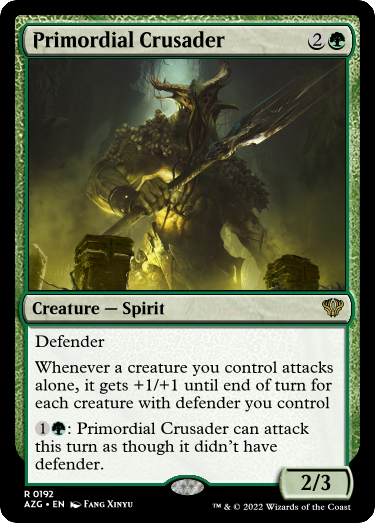 Primordial Crusader 2
Creature — Spirit
Defender
Whenever a creature you control attacks
alone, it gets +1/+1 until end of turn for
each creature with defender you control
1: Primordial Crusader can attack
this turn as though it didn't have
defender.
2/3
R 0192
AZG • EN Fang Xinyu
™ & © 2022 Wizards of the Coast